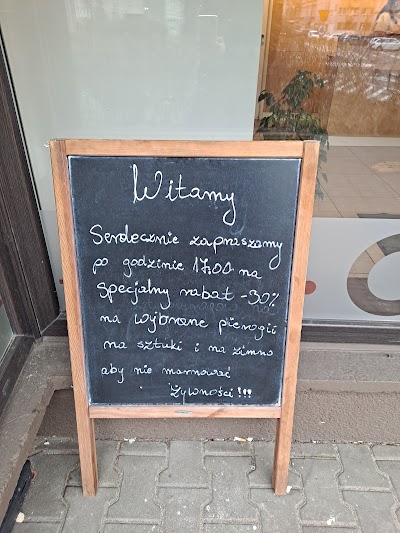 Witamy
Serdecznie zapraszamy
po godzinie 17.00 na
specjalny rabat -30%
na wybrane pierogi
na sztuki i na zimno
aby nie marnować
żywności!!!